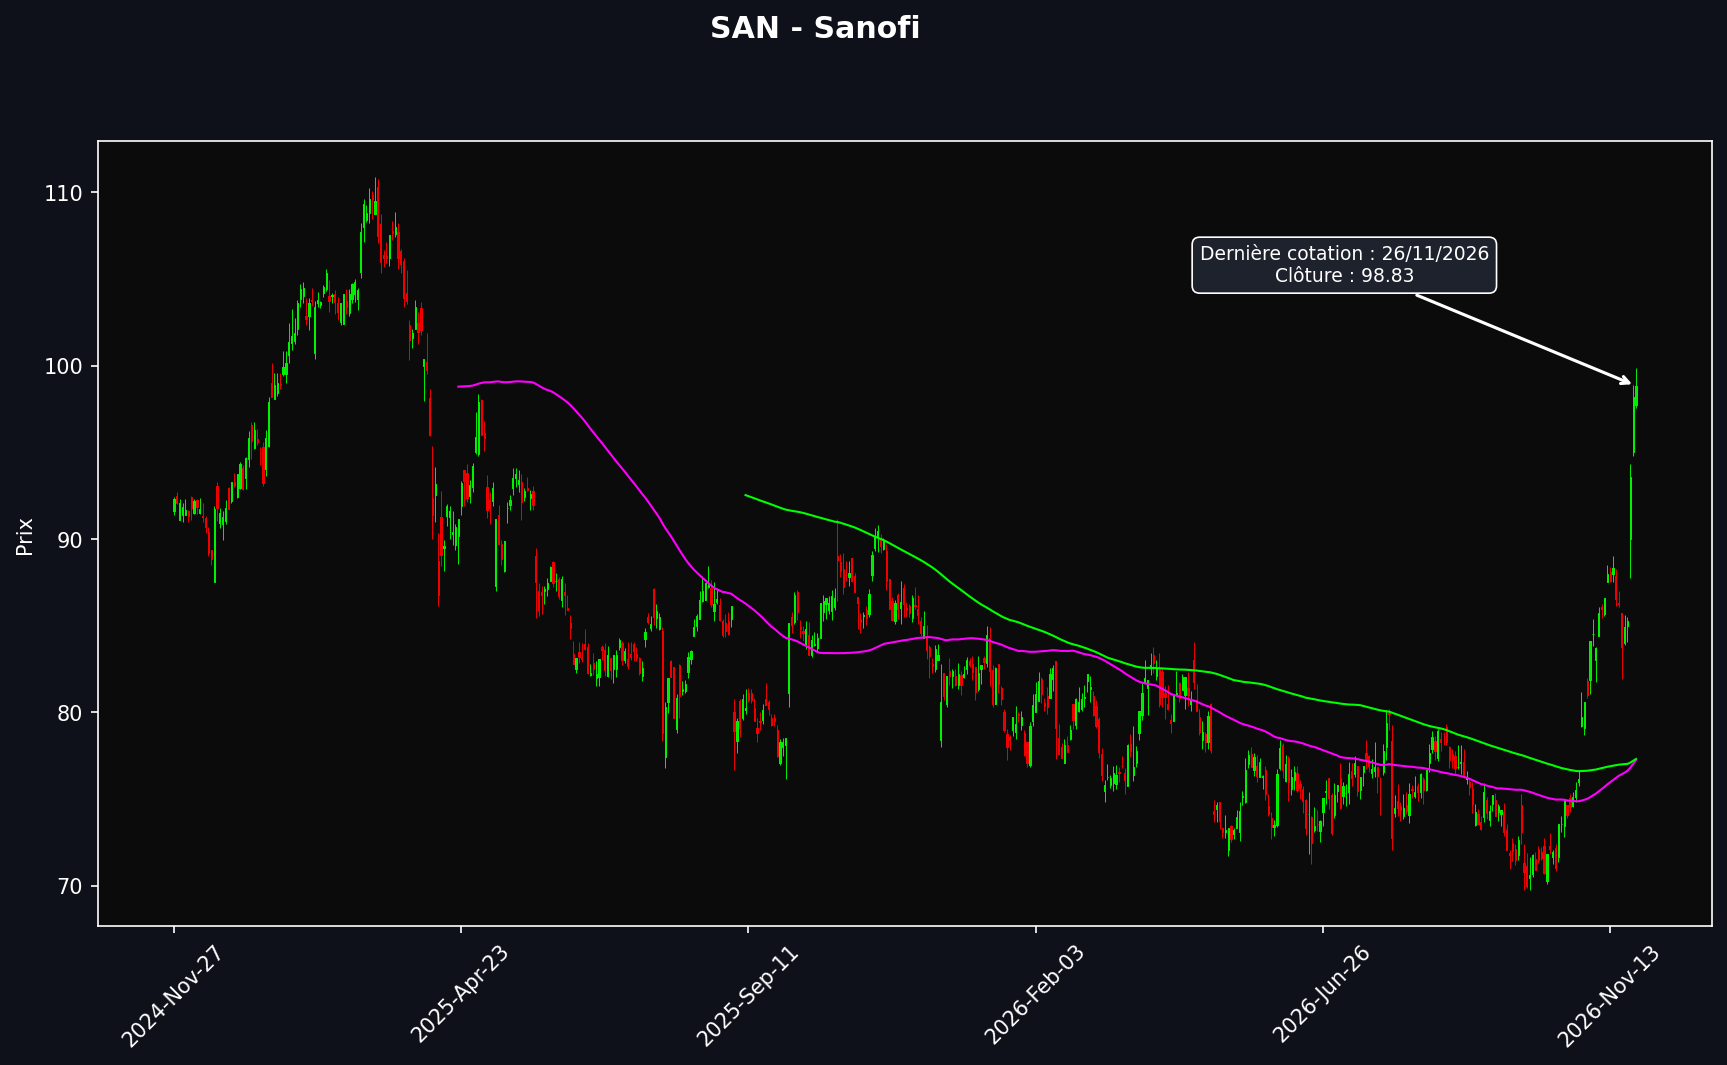 SAN - Sanofi
110
100
90
80
70
Prix
Dernière cotation : 26/11/2026
Clôture : 98.83
2024-Nov-27
2025-Apr-23
2025-Sep-11
2026-Feb-03
2026-Jun-26
2026-Nov-13